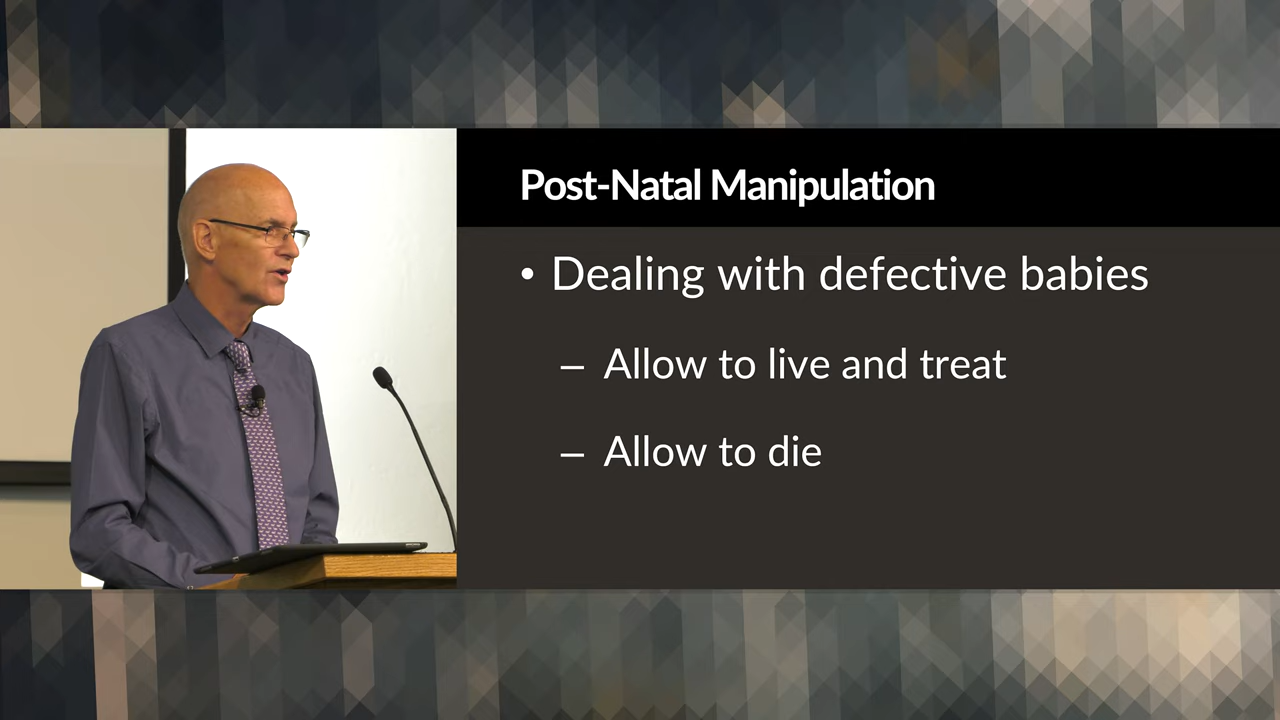 Post-Natal Manipulation
• Dealing with defective babies
– Allow to live and treat
– Allow to die